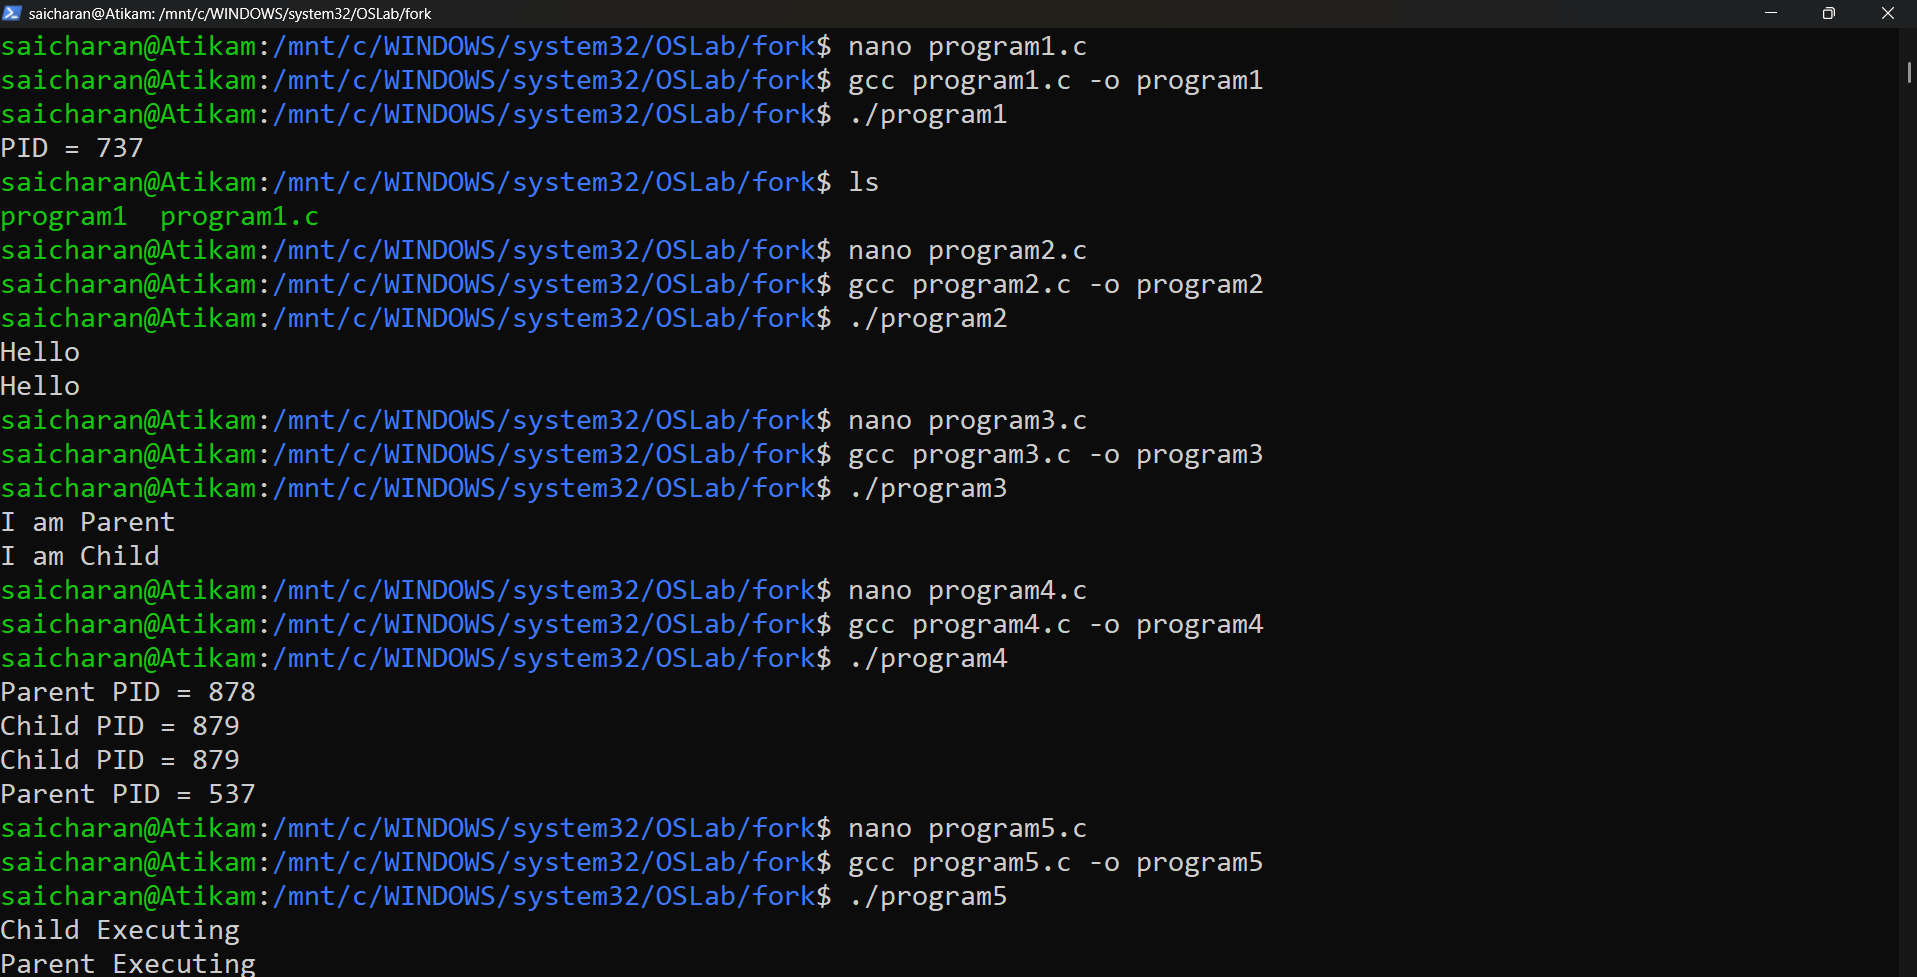 saicharan@Atikam: /mnt/c/WINDOWS/system32/OSLab/fork
saicharan@Atikam:/mnt/c/WINDOWS/system32/OSLab/fork$ nano program1.c
saicharan@Atikam:/mnt/c/WINDOWS/system32/OSLab/fork$ gcc program1.c -o program1
saicharan@Atikam:/mnt/c/WINDOWS/system32/OSLab/fork$ ./program1
PID = 737
saicharan@Atikam:/mnt/c/WINDOWS/system32/OSLab/fork$ ls
program1  program1.c
saicharan@Atikam:/mnt/c/WINDOWS/system32/OSLab/fork$ nano program2.c
saicharan@Atikam:/mnt/c/WINDOWS/system32/OSLab/fork$ gcc program2.c -o program2
saicharan@Atikam:/mnt/c/WINDOWS/system32/OSLab/fork$ ./program2
Hello
Hello
saicharan@Atikam:/mnt/c/WINDOWS/system32/OSLab/fork$ nano program3.c
saicharan@Atikam:/mnt/c/WINDOWS/system32/OSLab/fork$ gcc program3.c -o program3
saicharan@Atikam:/mnt/c/WINDOWS/system32/OSLab/fork$ ./program3
I am Parent
I am Child
saicharan@Atikam:/mnt/c/WINDOWS/system32/OSLab/fork$ nano program4.c
saicharan@Atikam:/mnt/c/WINDOWS/system32/OSLab/fork$ gcc program4.c -o program4
saicharan@Atikam:/mnt/c/WINDOWS/system32/OSLab/fork$ ./program4
Parent PID = 878
Child PID = 879
Child PID = 879
Parent PID = 537
saicharan@Atikam:/mnt/c/WINDOWS/system32/OSLab/fork$ nano program5.c
saicharan@Atikam:/mnt/c/WINDOWS/system32/OSLab/fork$ gcc program5.c -o program5
saicharan@Atikam:/mnt/c/WINDOWS/system32/OSLab/fork$ ./program5
Child Executing
Parent Executing